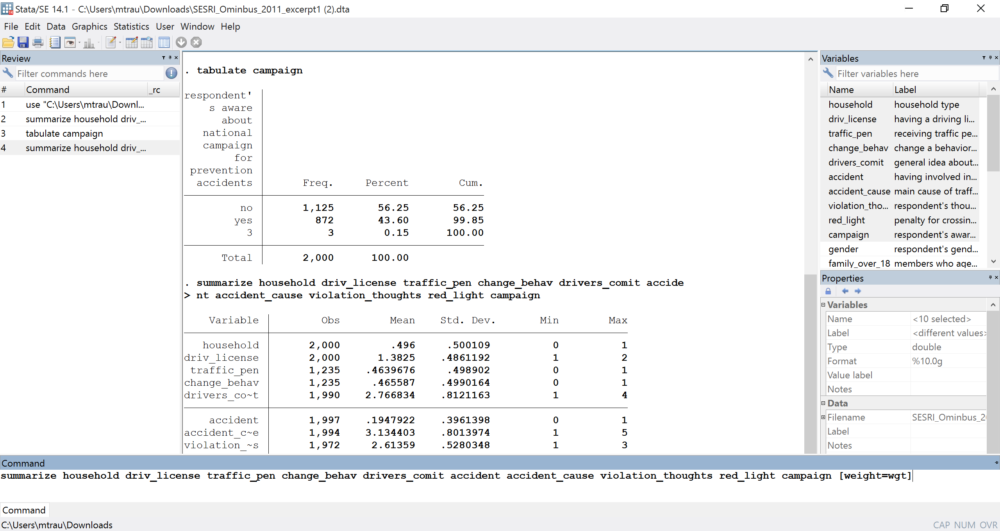 Stata/SE 14.1 - C:\Users\mtrau\Downloads\SESRI_Ominbus_2011_excerpt1 (2).dta
File Edit Data Graphics Statistics User Window Help
Review
Filter commands here
# Command _rc
1 use "C:\Users\mtrau\Downl...
2 summarize household driv_...
3 tabulate campaign
4 summarize household driv_...
. tabulate campaign
respondent'
s aware
about
national
campaign
for
prevention
accidents Freq. Percent Cum.
no 1,125 56.25 56.25
yes 872 43.60 99.85
3 3 0.15 100.00
Total 2,000 100.00
. summarize household driv_license traffic_pen change_behav drivers_comit accide
> nt accident_cause violation_thoughts red_light campaign
Variable Obs Mean Std. Dev. Min Max
household 2,000 .496 .500109 0 1
driv_license 2,000 1.3825 .4861192 1 2
traffic_pen 1,235 .4639676 .498902 0 1
change_behav 1,235 .465587 .4990164 0 1
drivers_co~t 1,990 2.766834 .8121163 1 4
accident 1,997 .1947922 .3961398 0 1
accident_c~e 1,994 3.134403 .8013974 1 5
violation_~s 1,972 2.61359 .5280348 1 3
Variables
Filter variables here
Name Label
household household type
driv_license having a driving li...
traffic_pen receiving traffic pe...
change_behav change a behavior...
drivers_comit general idea about...
accident having involved in...
accident_cause main cause of traff...
violation_tho... respondent's thou...
red_light penalty for crossin...
campaign respondent's awar...
gender respondent's gend...
family_over_18 members who age...
Properties
Variables
Name <10 selected>
Label <different values>
Type double
Format %10.0g
Value label
Notes
Data
Filename SESRI_Ominbus_2
Label
Notes
Command
summarize household driv_license traffic_pen change_behav drivers_comit accident accident_cause violation_thoughts red_light campaign [weight=wgt]
Command
C:\Users\mtrau\Downloads
CAP NUM OVR